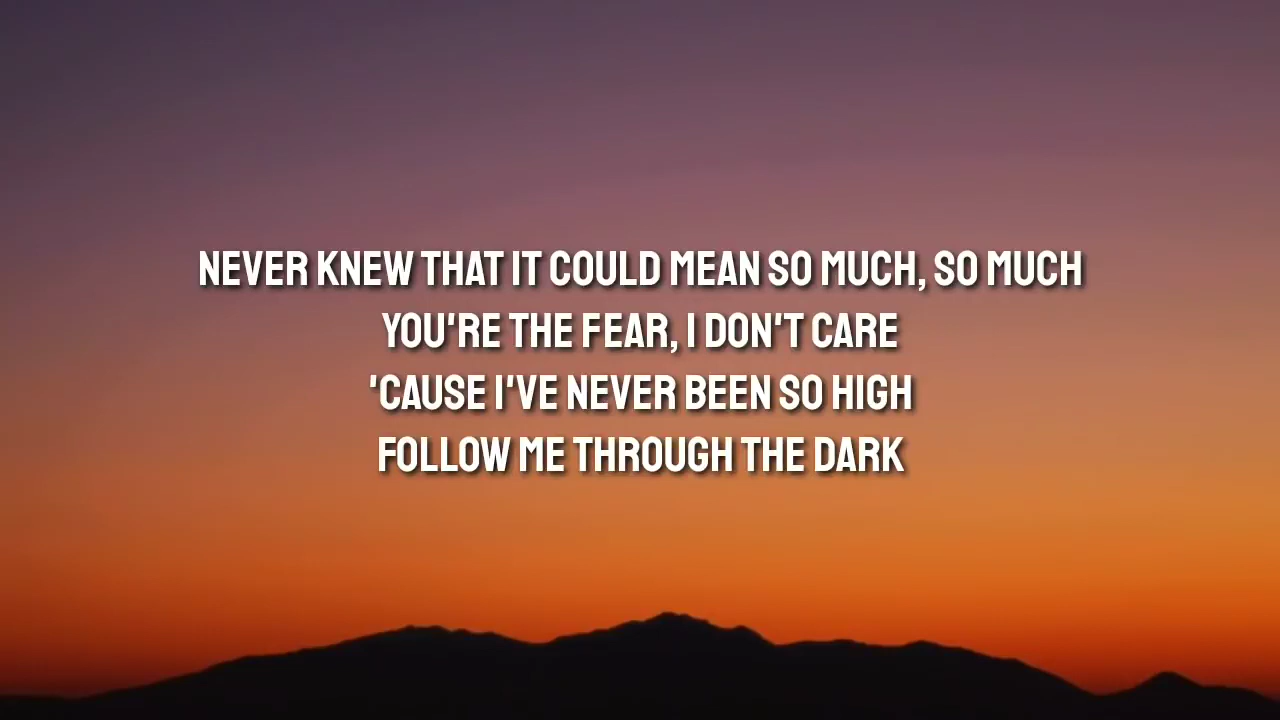 NEVER KNEW THAT IT COULD MEAN SO MUCH, SO MUCH
YOU'RE THE FEAR, I DON'T CARE
'CAUSE I'VE NEVER BEEN SO HIGH
FOLLOW ME THROUGH THE DARK